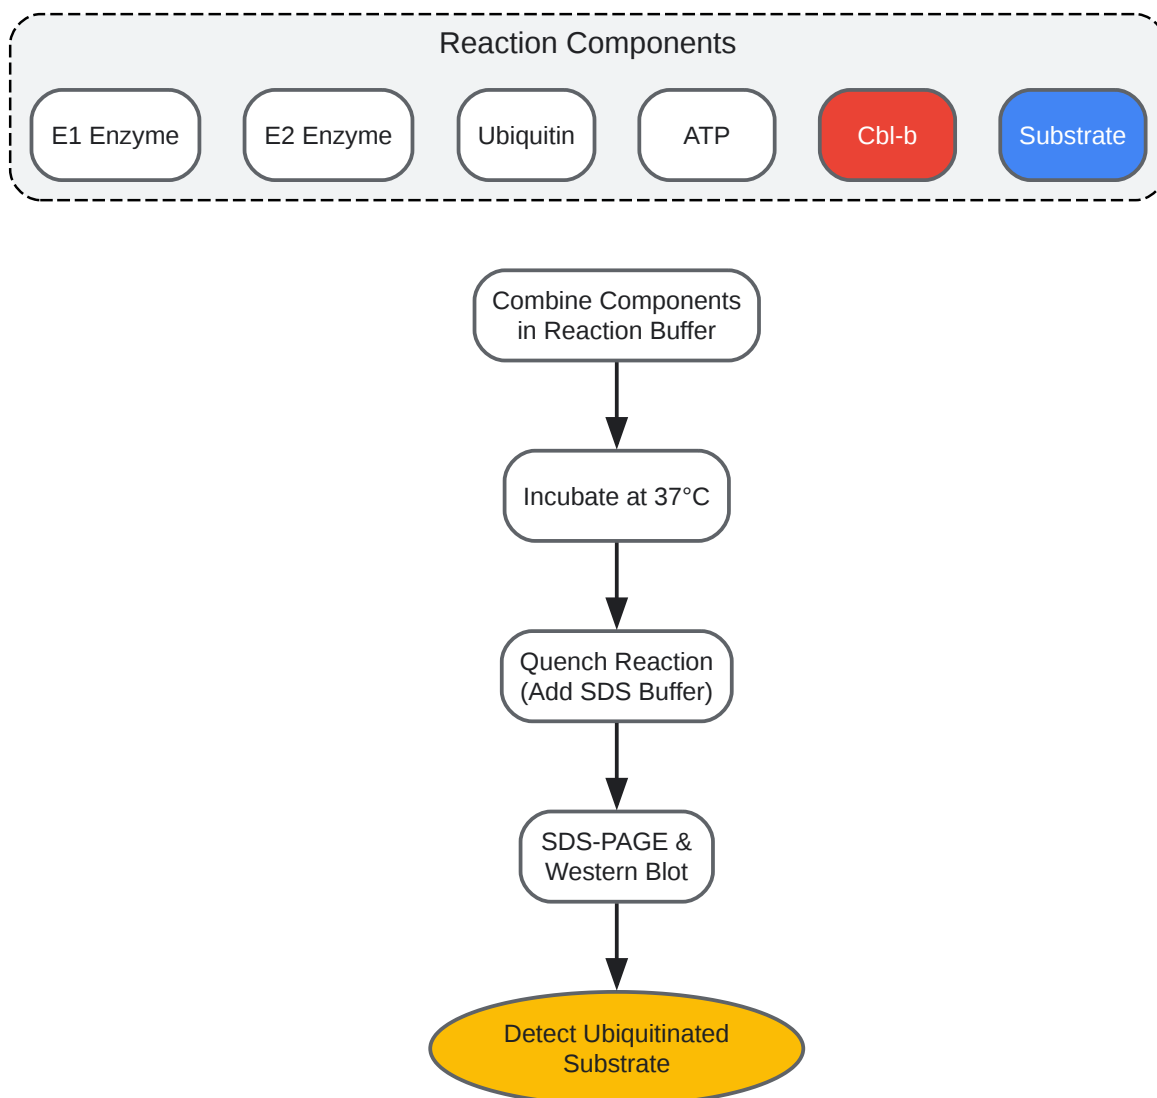 Reaction Components
E1 Enzyme
E2 Enzyme
Ubiquitin
ATP
Cbl-b
Substrate
Combine Components
in Reaction Buffer
Incubate at 37°C
Quench Reaction
(Add SDS Buffer)
SDS-PAGE &
Western Blot
Detect Ubiquitinated
Substrate